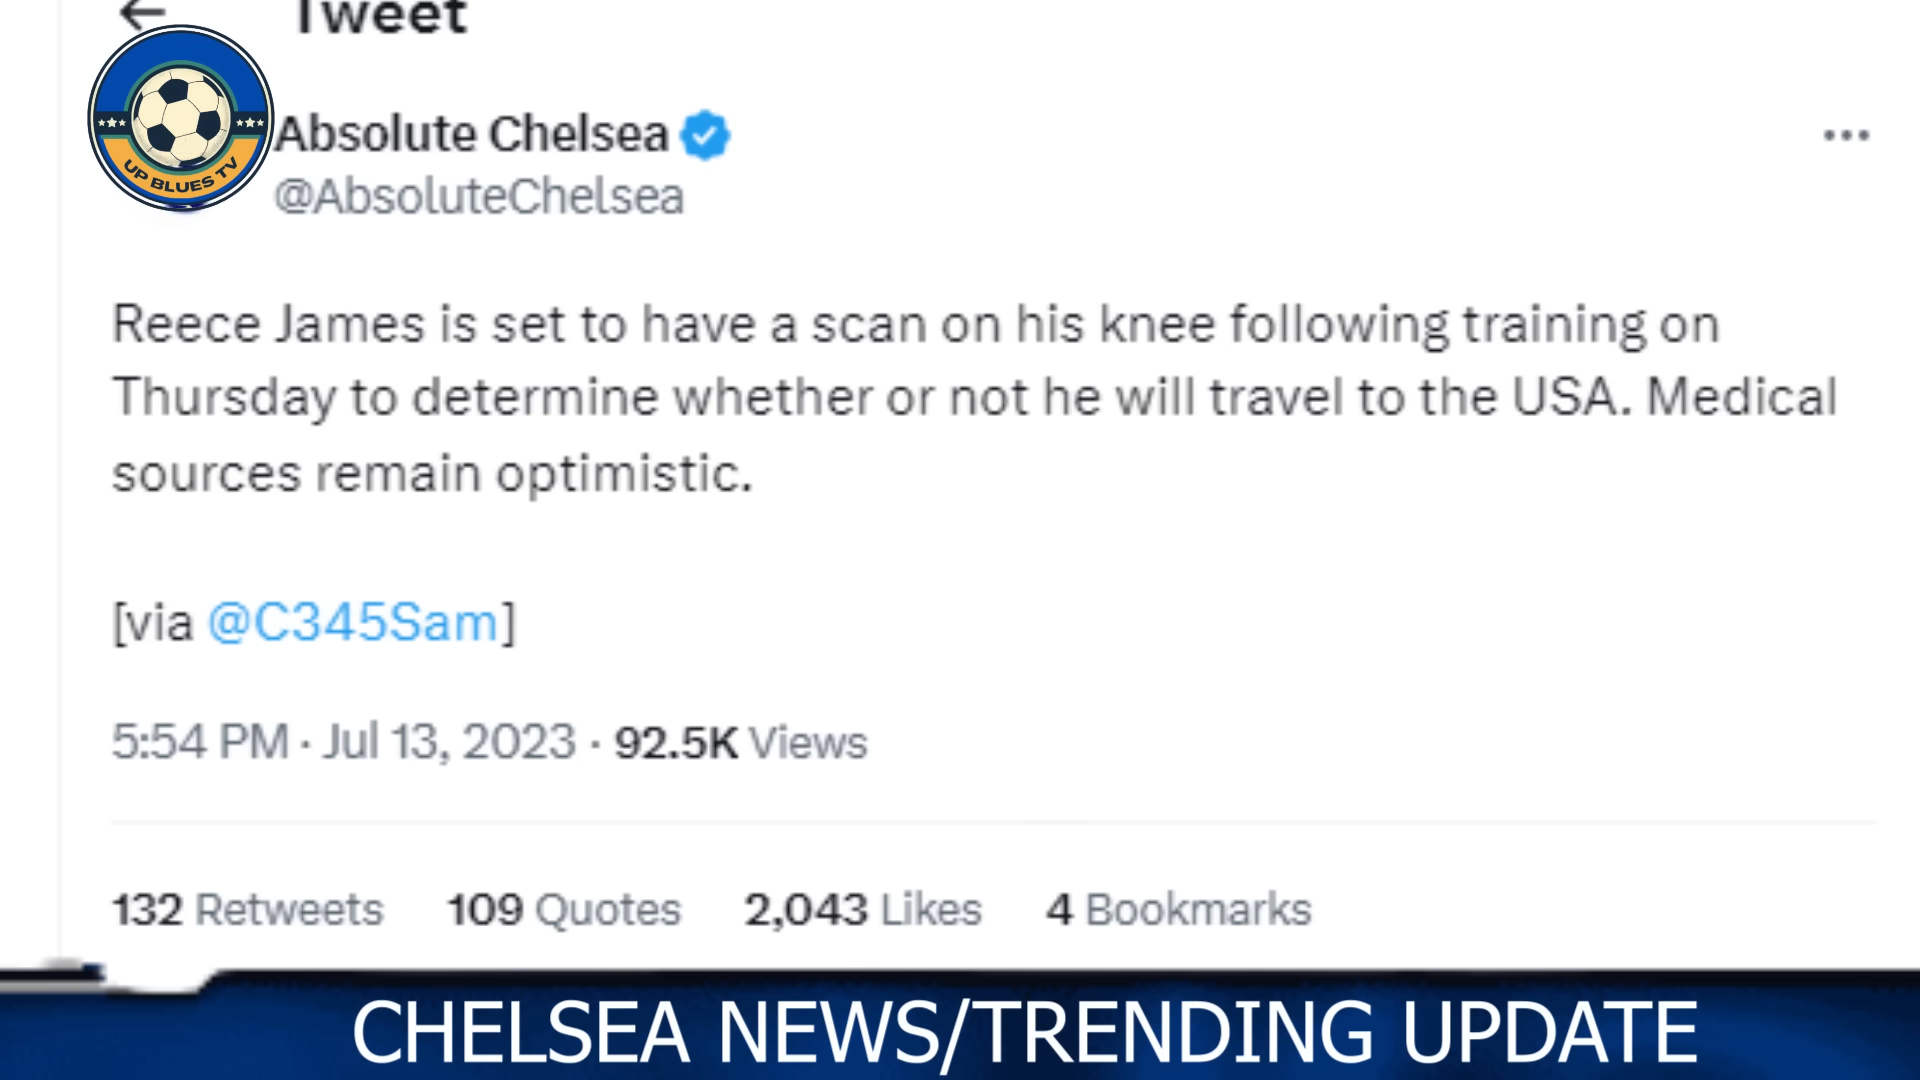 Tweet
UP BLUES TV
Absolute Chelsea
@AbsoluteChelsea
Reece James is set to have a scan on his knee following training on
Thursday to determine whether or not he will travel to the USA. Medical
sources remain optimistic.
[via @C345Sam]
5:54 PM · Jul 13, 2023 · 92.5K Views
132 Retweets 109 Quotes 2,043 Likes 4 Bookmarks
CHELSEA NEWS/TRENDING UPDATE